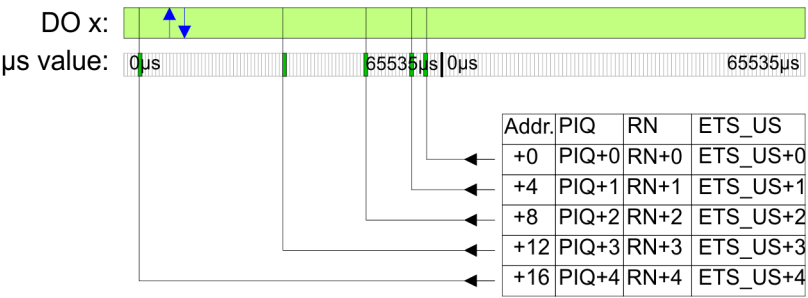 DO x:
µs value: 0µs 65535µs 0µs 65535µs
Addr. PIQ RN ETS_US
+0 PIQ+0 RN+0 ETS_US+0
+4 PIQ+1 RN+1 ETS_US+1
+8 PIQ+2 RN+2 ETS_US+2
+12 PIQ+3 RN+3 ETS_US+3
+16 PIQ+4 RN+4 ETS_US+4